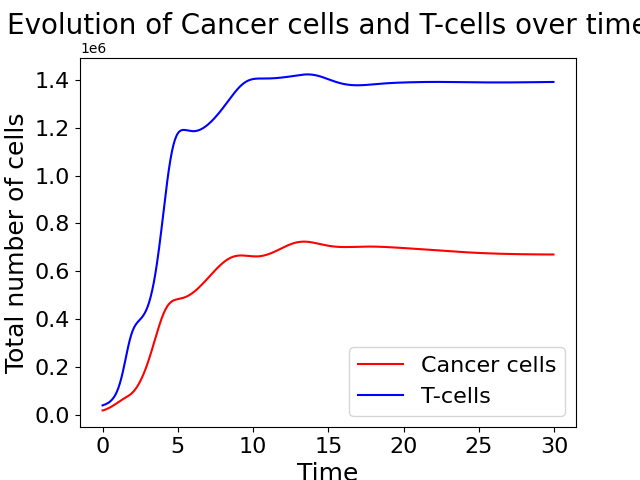 Evolution of Cancer cells and T-cells over time
1e6
1.4
1.2
1.0
0.8
0.6
0.4
0.2
0.0
Total number of cells
Cancer cells
T-cells
0 5 10 15 20 25 30
Time